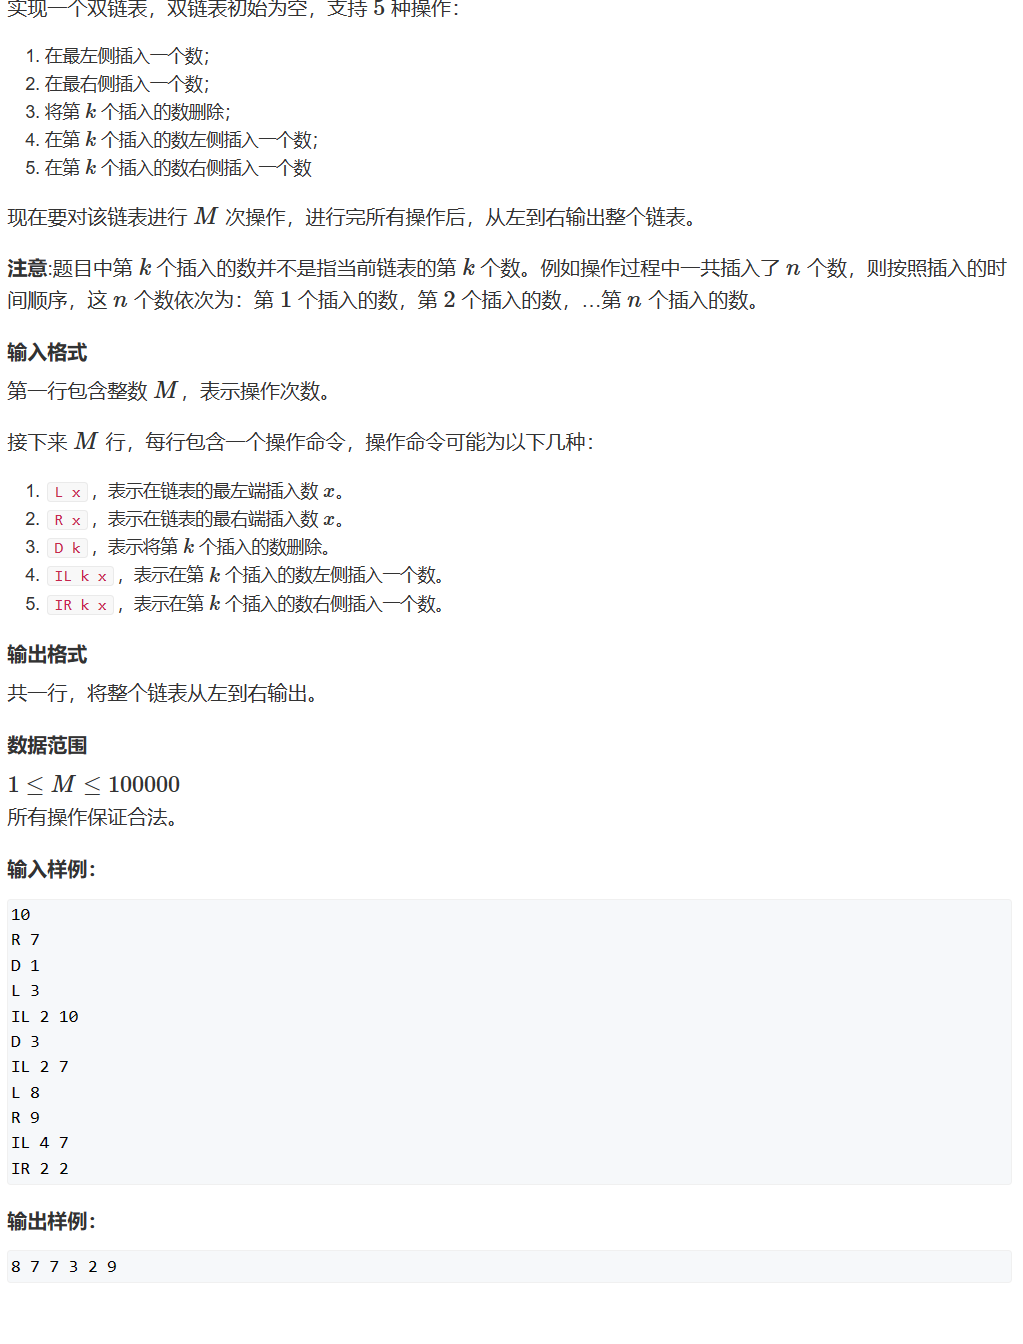 实现一个双链表，双链表初始为空，支持 5 种操作：
1. 在最左侧插入一个数；
2. 在最右侧插入一个数；
3. 将第 k 个插入的数删除；
4. 在第 k 个插入的数左侧插入一个数；
5. 在第 k 个插入的数右侧插入一个数
现在要对该链表进行 M 次操作，进行完所有操作后，从左到右输出整个链表。
注意:题目中第 k 个插入的数并不是指当前链表的第 k 个数。例如操作过程中一共插入了 n 个数，则按照插入的时
间顺序，这 n 个数依次为：第 1 个插入的数，第 2 个插入的数，…第 n 个插入的数。
输入格式
第一行包含整数 M，表示操作次数。
接下来 M 行，每行包含一个操作命令，操作命令可能为以下几种：
1. L x，表示在链表的最左端插入数 x。
2. R x，表示在链表的最右端插入数 x。
3. D k，表示将第 k 个插入的数删除。
4. IL k x，表示在第 k 个插入的数左侧插入一个数。
5. IR k x，表示在第 k 个插入的数右侧插入一个数。
输出格式
共一行，将整个链表从左到右输出。
数据范围
1 ≤ M ≤ 100000
所有操作保证合法。
输入样例：
10
R 7
D 1
L 3
IL 2 10
D 3
IL 2 7
L 8
R 9
IL 4 7
IR 2 2
输出样例：
8 7 7 3 2 9